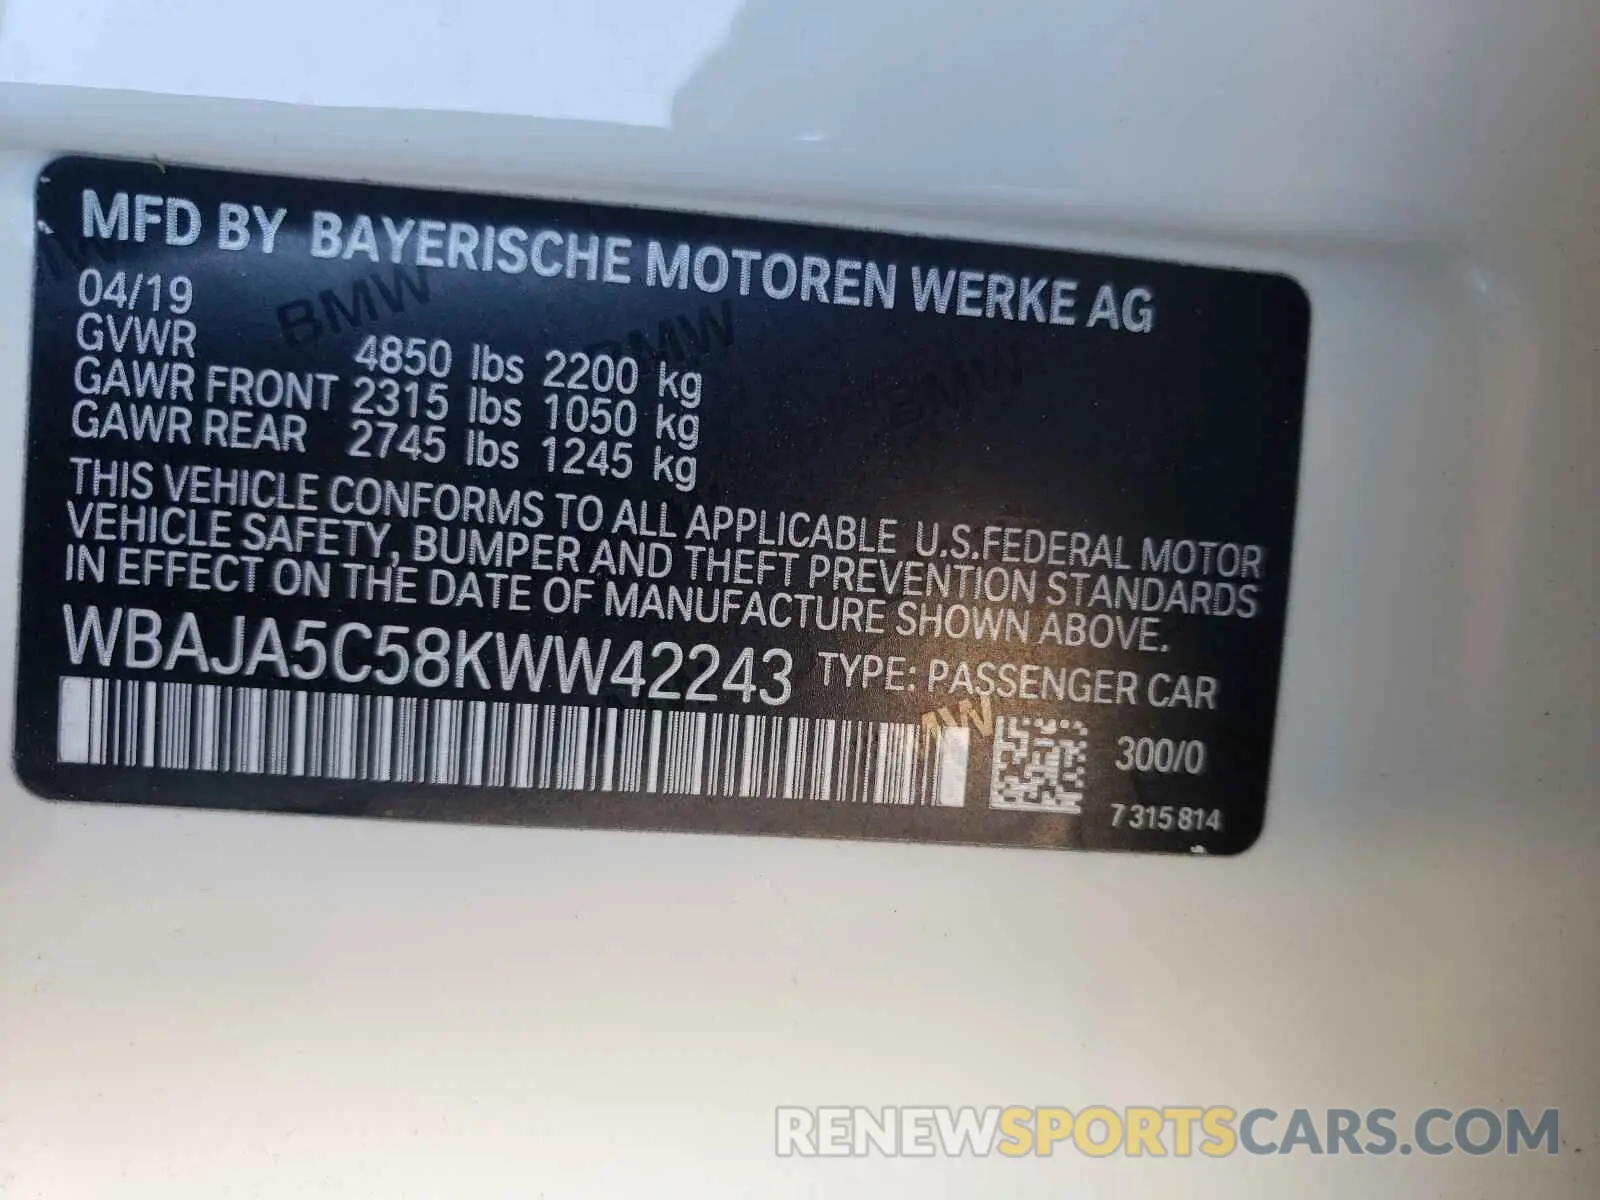 MFD BY BAYERISCHE MOTOREN WERKE AG
04/19
GVWR 4850 lbs 2200 kg
GAWR FRONT 2315 lbs 1050 kg
GAWR REAR 2745 lbs 1245 kg
THIS VEHICLE CONFORMS TO ALL APPLICABLE U.S.FEDERAL MOTOR
VEHICLE SAFETY, BUMPER AND THEFT PREVENTION STANDARDS
IN EFFECT ON THE DATE OF MANUFACTURE SHOWN ABOVE.
WBAJA5C58KWW42243 TYPE: PASSENGER CAR
300/0
7 315 814
BMW
BMW
BMW
RENEWSPORTSCARS.COM